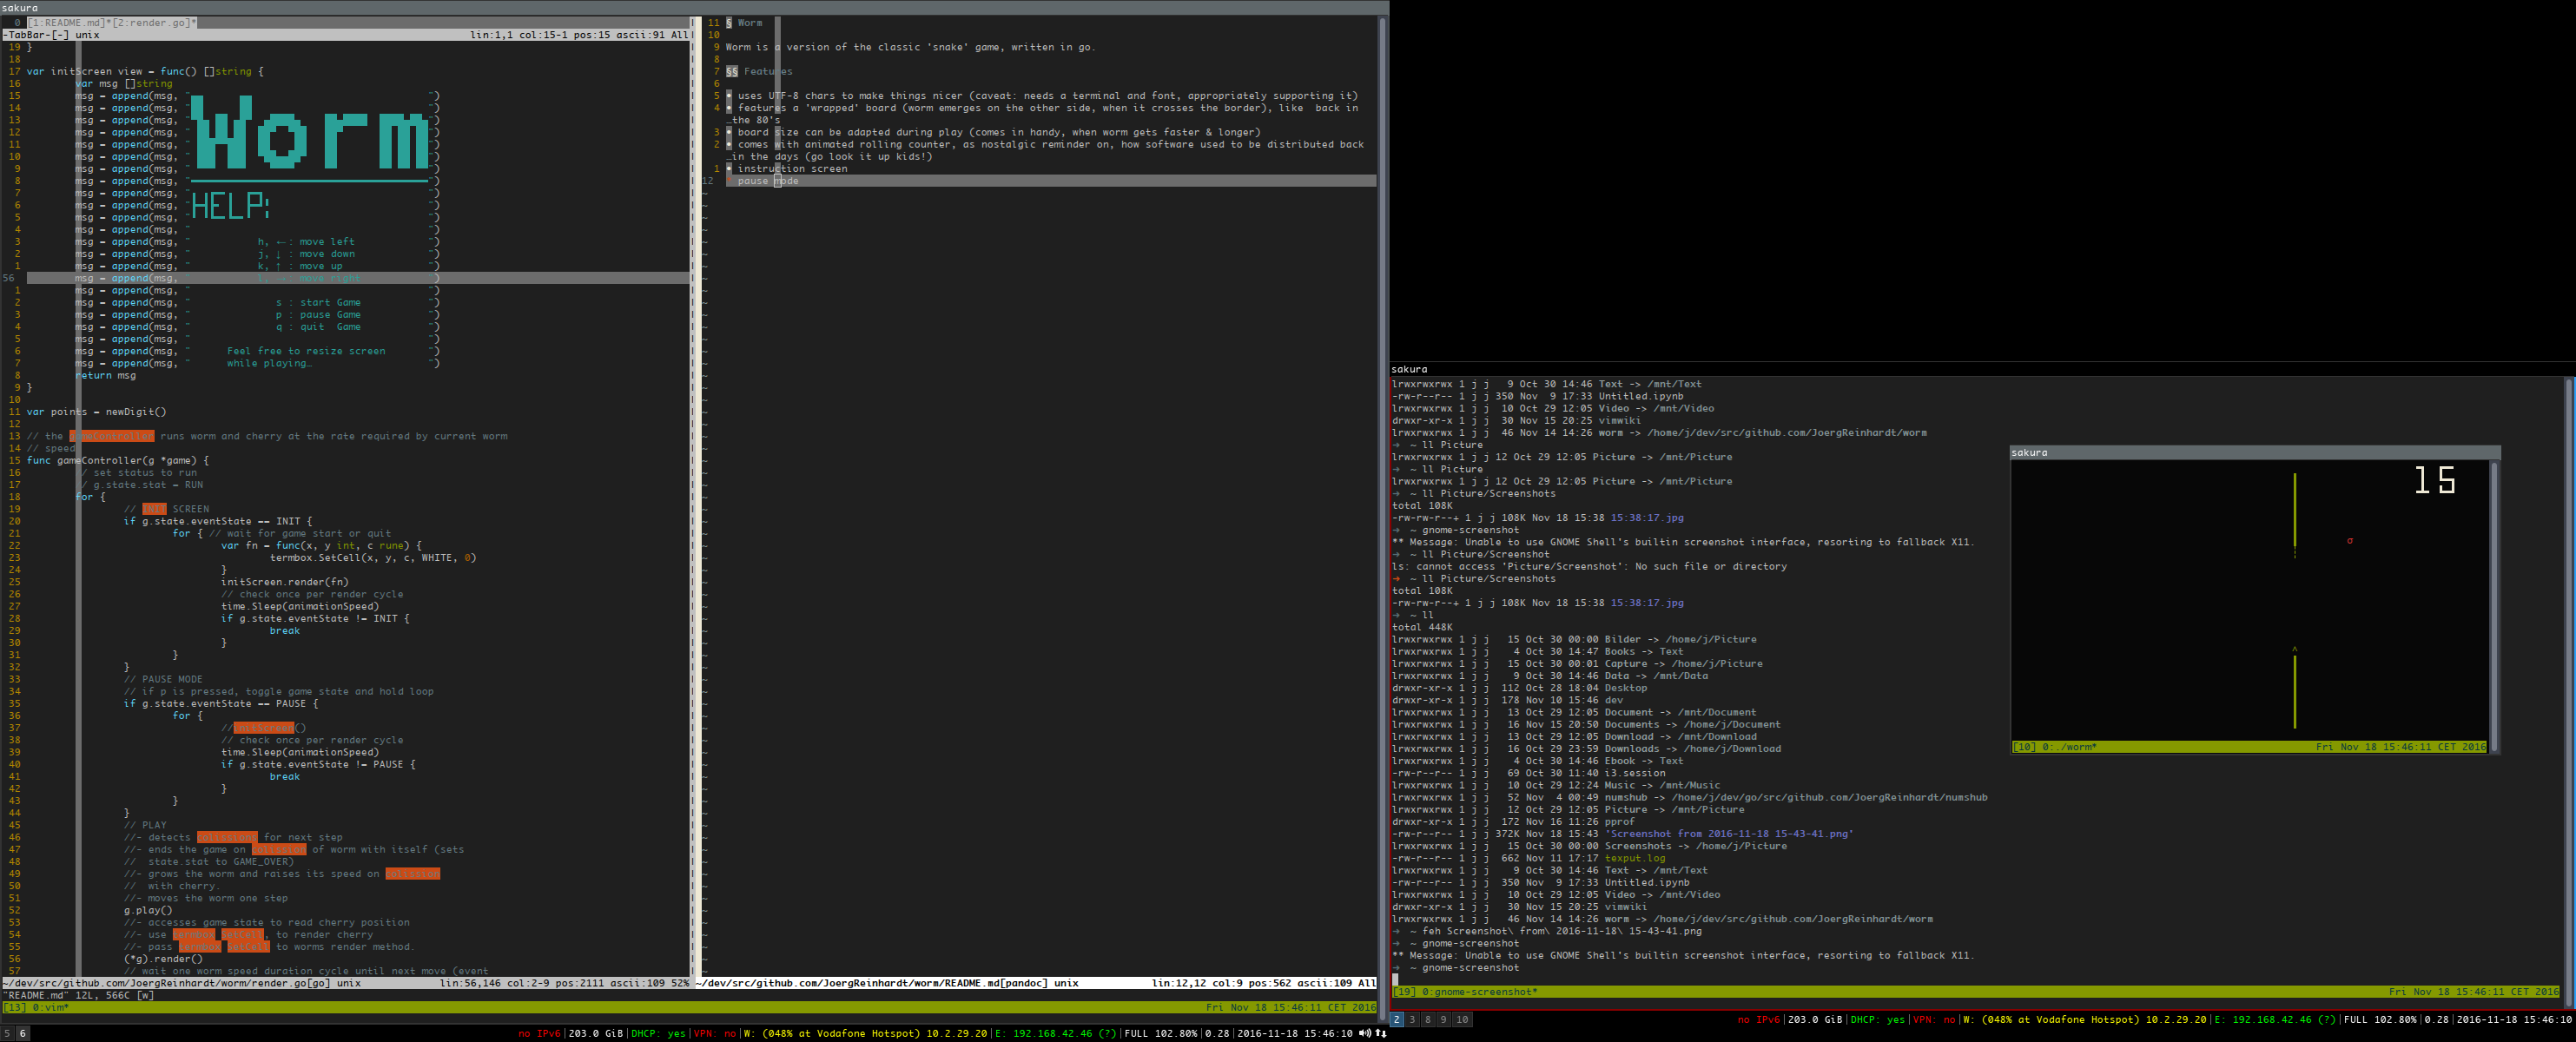 sakura
0 [1:README.md]*[2:render.go]*
-TabBar-[-] unix lin:1,1 col:15-1 pos:15 ascii:91 All
19 }
18
17 var initScreen view = func() []string {
16 var msg []string
15 msg = append(msg, "")
14 msg = append(msg, "")
13 msg = append(msg, "")
12 msg = append(msg, "")
11 msg = append(msg, "")
10 msg = append(msg, "")
9 msg = append(msg, "")
Worm
8 msg = append(msg, "")
7 msg = append(msg, "")
6 msg = append(msg, "")
5 msg = append(msg, "")
HELP:
4 msg = append(msg, " ")
3 msg = append(msg, " h, ←: move left ")
2 msg = append(msg, " j, ↓ : move down ")
1 msg = append(msg, " k, ↑ : move up ")
56 msg = append(msg, " l, →: move right ")
1 msg = append(msg, " ")
2 msg = append(msg, " s : start Game ")
3 msg = append(msg, " p : pause Game ")
4 msg = append(msg, " q : quit  Game ")
5 msg = append(msg, " ")
6 msg = append(msg, " Feel free to resize screen ")
7 msg = append(msg, " while playing… ")
8 return msg
9 }
10
11 var points = newDigit()
12
13 // the gameController runs worm and cherry at the rate required by current worm
14 // speed
15 func gameController(g *game) {
16 // set status to run
17 // g.state.stat = RUN
18 for {
19 // INIT SCREEN
20 if g.state.eventState == INIT {
21 for { // wait for game start or quit
22 var fn = func(x, y int, c rune) {
23 termbox.SetCell(x, y, c, WHITE, 0)
24 }
25 initScreen.render(fn)
26 // check once per render cycle
27 time.Sleep(animationSpeed)
28 if g.state.eventState != INIT {
29 break
30 }
31 }
32 }
33 // PAUSE MODE
34 // if p is pressed, toggle game state and hold loop
35 if g.state.eventState == PAUSE {
36 for {
37 //initScreen()
38 // check once per render cycle
39 time.Sleep(animationSpeed)
40 if g.state.eventState != PAUSE {
41 break
42 }
43 }
44 }
45 // PLAY
46 //- detects collissions for next step
47 //- ends the game on collission of worm with itself (sets
48 //  state.stat to GAME_OVER)
49 //- grows the worm and raises its speed on collission
50 //  with cherry.
51 //- moves the worm one step
52 g.play()
53 //- accesses game state to read cherry position
54 //- use termbox setCell, to render cherry
55 //- pass termbox setCell to worms render method.
56 (*g).render()
57 // wait one worm speed duration cycle until next move (event
~/dev/src/github.com/JoergReinhardt/worm/render.go[go] unix lin:56,146 col:2-9 pos:2111 ascii:109 52%
"README.md" 12L, 566C [w]
[13] 0:vim* Fri Nov 18 15:46:11 CET 2016
11 § Worm
10
9 Worm is a version of the classic 'snake' game, written in go.
8
7 §§ Features
6
5 • uses UTF-8 chars to make things nicer (caveat: needs a terminal and font, appropriately supporting it)
4 • features a 'wrapped' board (worm emerges on the other side, when it crosses the border), like  back in
…the 80's
3 • board size can be adapted during play (comes in handy, when worm gets faster & longer)
2 • comes with animated rolling counter, as nostalgic reminder on, how software used to be distributed back
…in the days (go look it up kids!)
1 • instruction screen
12 pause mode
~/dev/src/github.com/JoergReinhardt/worm/README.md[pandoc] unix lin:12,12 col:9 pos:562 ascii:109 All
5 6
no IPv6|203.0 GiB|DHCP: yes|VPN: no|W: (048% at Vodafone Hotspot) 10.2.29.20|E: 192.168.42.46 (?)|FULL 102.80%|0.28|2016-11-18 15:46:10
sakura
lrwxrwxrwx 1 j j   9 Oct 30 14:46 Text -> /mnt/Text
-rw-r--r-- 1 j j 350 Nov  9 17:33 Untitled.ipynb
lrwxrwxrwx 1 j j  10 Oct 29 12:05 Video -> /mnt/Video
drwxr-xr-x 1 j j  30 Nov 15 20:25 vimwiki
lrwxrwxrwx 1 j j  46 Nov 14 14:26 worm -> /home/j/dev/src/github.com/JoergReinhardt/worm
➜  ~ ll Picture
lrwxrwxrwx 1 j j 12 Oct 29 12:05 Picture -> /mnt/Picture
➜  ~ ll Picture
lrwxrwxrwx 1 j j 12 Oct 29 12:05 Picture -> /mnt/Picture
➜  ~ ll Picture/Screenshots
total 108K
-rw-rw-r--+ 1 j j 108K Nov 18 15:38 15:38:17.jpg
➜  ~ gnome-screenshot
** Message: Unable to use GNOME Shell's builtin screenshot interface, resorting to fallback X11.
➜  ~ ll Picture/Screenshot
ls: cannot access 'Picture/Screenshot': No such file or directory
➜  ~ ll Picture/Screenshots
total 108K
-rw-rw-r--+ 1 j j 108K Nov 18 15:38 15:38:17.jpg
➜  ~ ll
total 448K
lrwxrwxrwx 1 j j   15 Oct 30 00:00 Bilder -> /home/j/Picture
lrwxrwxrwx 1 j j    4 Oct 30 14:47 Books -> Text
lrwxrwxrwx 1 j j   15 Oct 30 00:01 Capture -> /home/j/Picture
lrwxrwxrwx 1 j j    9 Oct 30 14:46 Data -> /mnt/Data
drwxr-xr-x 1 j j  112 Oct 28 18:04 Desktop
drwxr-xr-x 1 j j  178 Nov 10 15:46 dev
lrwxrwxrwx 1 j j   13 Oct 29 12:05 Document -> /mnt/Document
lrwxrwxrwx 1 j j   16 Nov 15 20:50 Documents -> /home/j/Document
lrwxrwxrwx 1 j j   13 Oct 29 12:05 Download -> /mnt/Download
lrwxrwxrwx 1 j j   16 Oct 29 23:59 Downloads -> /home/j/Download
lrwxrwxrwx 1 j j    4 Oct 30 14:46 Ebook -> Text
-rw-r--r-- 1 j j   69 Oct 30 11:40 i3.session
lrwxrwxrwx 1 j j   10 Oct 29 12:24 Music -> /mnt/Music
lrwxrwxrwx 1 j j   52 Nov  4 00:49 numshub -> /home/j/dev/go/src/github.com/JoergReinhardt/numshub
lrwxrwxrwx 1 j j   12 Oct 29 12:05 Picture -> /mnt/Picture
drwxr-xr-x 1 j j  172 Nov 16 11:26 pprof
-rw-r--r-- 1 j j 372K Nov 18 15:43 'Screenshot from 2016-11-18 15-43-41.png'
lrwxrwxrwx 1 j j   15 Oct 30 00:00 Screenshots -> /home/j/Picture
-rw-r--r-- 1 j j  662 Nov 11 17:17 texput.log
lrwxrwxrwx 1 j j    9 Oct 30 14:46 Text -> /mnt/Text
-rw-r--r-- 1 j j  350 Nov  9 17:33 Untitled.ipynb
lrwxrwxrwx 1 j j   10 Oct 29 12:05 Video -> /mnt/Video
drwxr-xr-x 1 j j   30 Nov 15 20:25 vimwiki
lrwxrwxrwx 1 j j   46 Nov 14 14:26 worm -> /home/j/dev/src/github.com/JoergReinhardt/worm
➜  ~ feh Screenshot\ from\ 2016-11-18\ 15-43-41.png
➜  ~ gnome-screenshot
** Message: Unable to use GNOME Shell's builtin screenshot interface, resorting to fallback X11.
➜  ~ gnome-screenshot
[19] 0:gnome-screenshot* Fri Nov 18 15:46:11 CET 2016
sakura
15
[10] 0:./worm* Fri Nov 18 15:46:11 CET 2016
2 3 8 9 10
no IPv6|203.0 GiB|DHCP: yes|VPN: no|W: (048% at Vodafone Hotspot) 10.2.29.20|E: 192.168.42.46 (?)|FULL 102.80%|0.28|2016-11-18 15:46:10